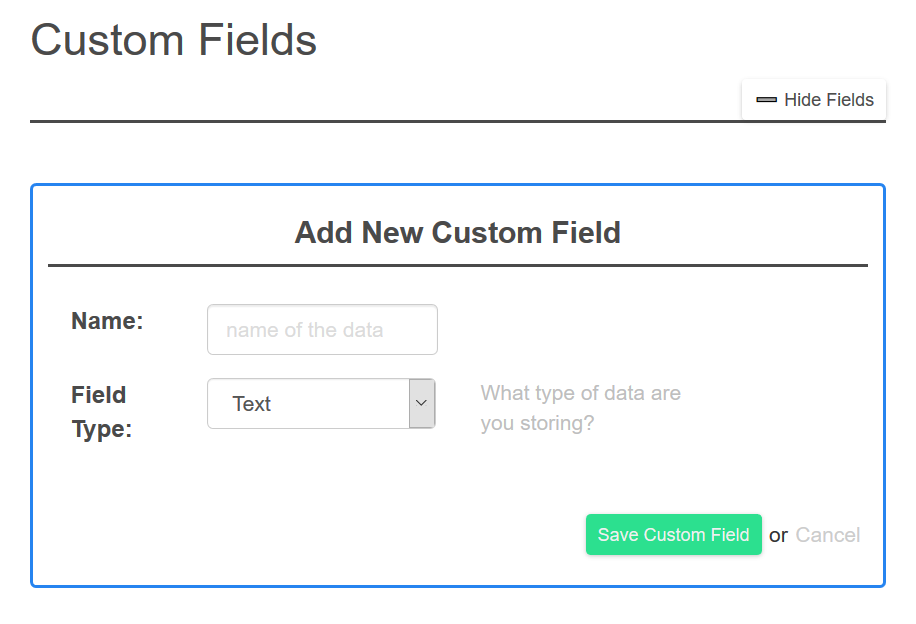 Custom Fields
Hide Fields
Add New Custom Field
Name:
name of the data
Field
Type:
Text
What type of data are
you storing?
Save Custom Field or Cancel